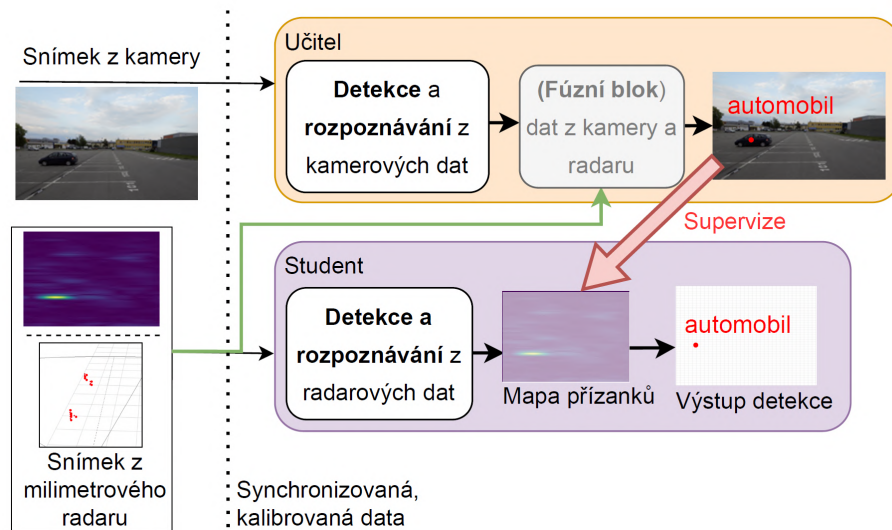 Snímek z kamery
Učitel
Detekce a
rozpoznávání z
kamerových dat
(Fúzní blok)
dat z kamery a
radaru
automobil
Supervize
Student
Detekce a
rozpoznávání z
radarových dat
Mapa přízanků
automobil
Výstup detekce
Snímek z
milimetrového
radaru
Synchronizovaná,
kalibrovaná data